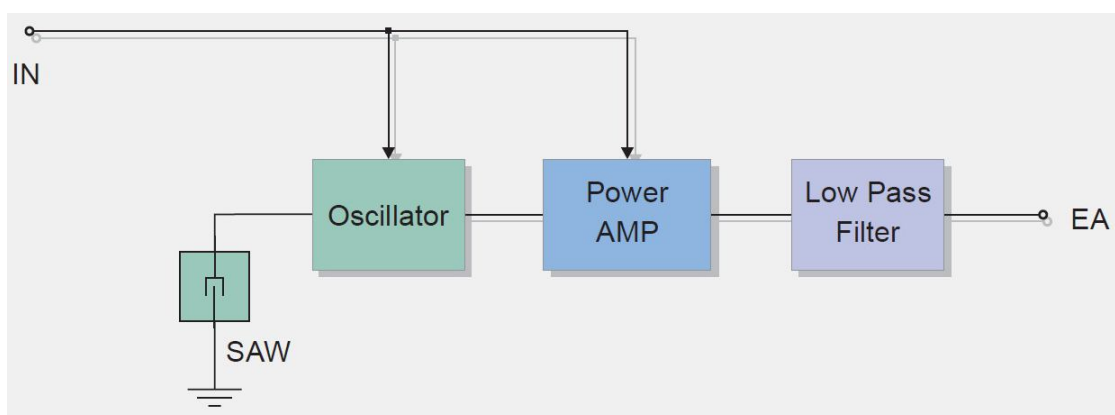 IN
Oscillator
Power
AMP
Low Pass
Filter
EA
SAW